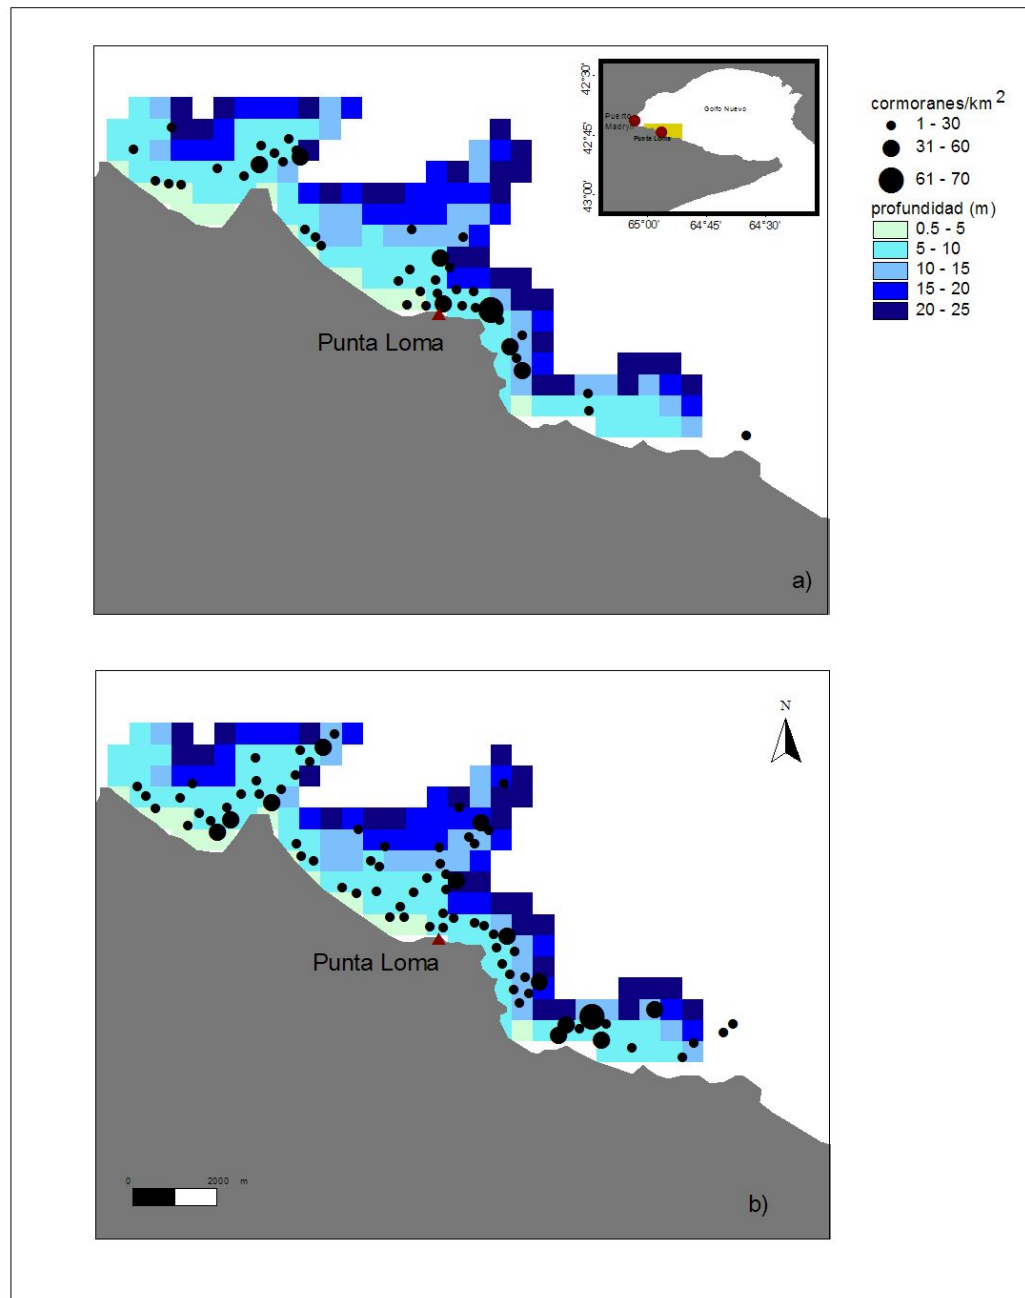 42°30'
42°45'
43°00'
Golfo Nuevo
Puerto
Madryn
Punta Loma
65°00' 64°45' 64°30'
cormoranes/km²
1 - 30
31 - 60
61 - 70
profundidad (m)
0.5 - 5
5 - 10
10 - 15
15 - 20
20 - 25
Punta Loma
a)
N
Punta Loma
0 2000 m
b)